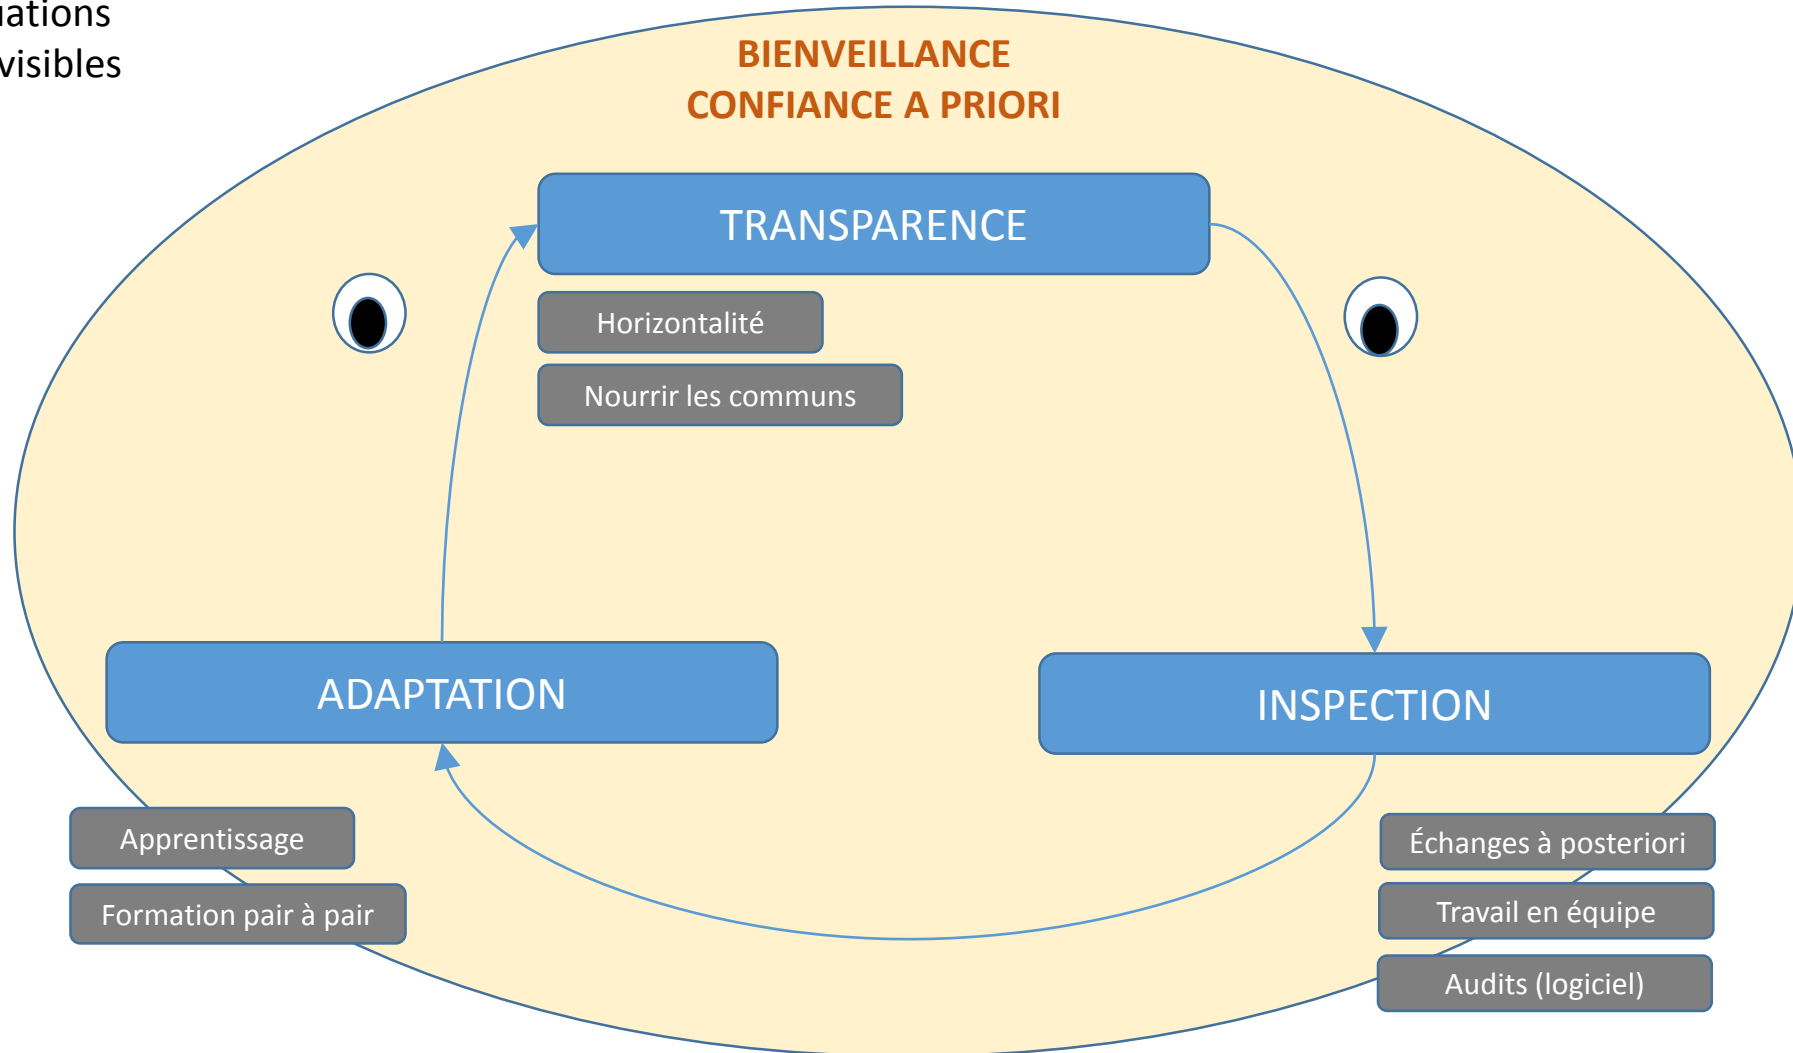 BIENVEILLANCE
CONFIANCE A PRIORI
TRANSPARENCE
Horizontalité
Nourrir les communs
ADAPTATION
INSPECTION
Apprentissage
Formation pair à pair
Échanges à posteriori
Travail en équipe
Audits (logiciel)